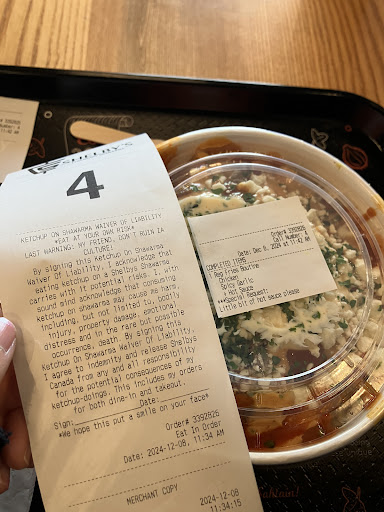 SHELBY'S
4
KETCHUP ON SHAWARMA WAIVER OF LIABILITY
*EAT AT YOUR OWN RISK*
LAST WARNING: MY FRIEND, DON'T RUIN IA
CULTURE!
By signing this Ketchup On Shawarma
Waiver Of Liability, I acknowledge that
eating ketchup on Shelbys Shawarma
carries with it potential risks. I, with
sound mind acknowledge that consuming
ketchup on shawarma may cause harm,
including, but not limited to, bodily
injury, property damage, emotional
distress and in the rare but possible
occurrence, death. By signing this
Ketchup On Shawarma Waiver Of Liability,
I agree to indemnify and release Shelbys
Canada from any and all responsibility
for the potential consequences of my
ketchup-doings. This includes my orders
for both dine-in and takeout.
Sign: Date:
*We hope this put a smile on your face*
Order# 3392826
Eat In Order
Date: 2024-12-08, 11:34 AM
MERCHANT COPY
2024-12-08
11:34:15
Order# 3392826
Call Number: 4
Date: Dec 8, 2024 at 11:42 AM
COMPLETED ITEMS
1 Reg Fries Routine
Chicken
Spicy Garlic
Hot Sauce
***Special Request:
Little bit of hot sauce please